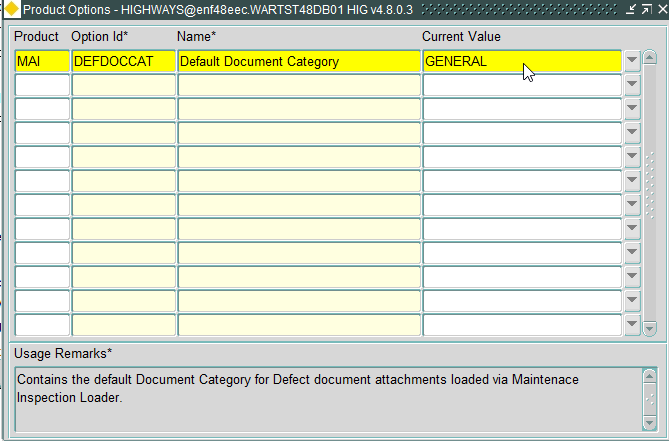 Product Options - HIGHWAYS@enf48eec.WARTST48DB01 HIG v4.8.0.3
Product Option Id* Name* Current Value
MAI DEFDOCCAT Default Document Category GENERAL
Usage Remarks*
Contains the default Document Category for Defect document attachments loaded via Maintenace
Inspection Loader.